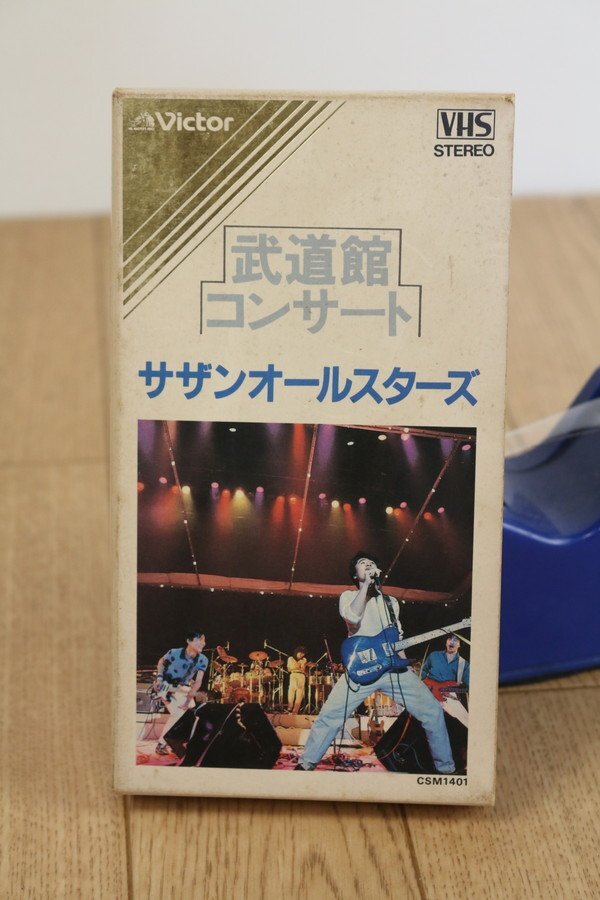 Victor
VHS
STEREO
武道館
コンサート
サザンオールスターズ
CSM1401